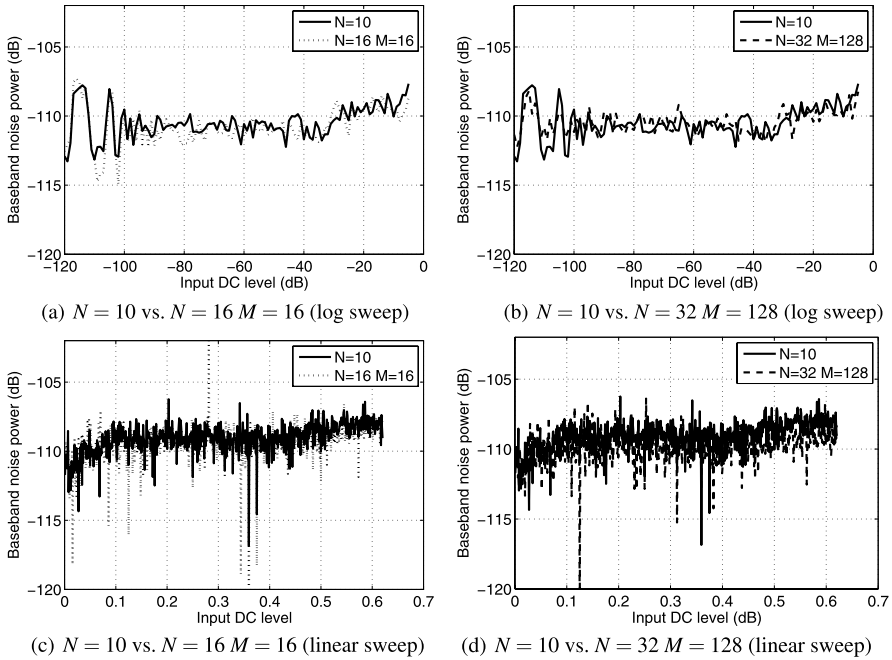 Baseband noise power (dB)
−105
−110
−115
−120
N=10
N=16 M=16
−120 −100 −80 −60 −40 −20 0
Input DC level (dB)
(a) N = 10 vs. N = 16 M = 16 (log sweep)
Baseband noise power (dB)
−105
−110
−115
−120
N=10
N=32 M=128
−120 −100 −80 −60 −40 −20 0
Input DC level (dB)
(b) N = 10 vs. N = 32 M = 128 (log sweep)
Baseband noise power (dB)
−105
−110
−115
−120
N=10
N=16 M=16
0 0.1 0.2 0.3 0.4 0.5 0.6 0.7
Input DC level
(c) N = 10 vs. N = 16 M = 16 (linear sweep)
Baseband noise power (dB)
−105
−110
−115
−120
N=10
N=32 M=128
0 0.1 0.2 0.3 0.4 0.5 0.6 0.7
Input DC level (dB)
(d) N = 10 vs. N = 32 M = 128 (linear sweep)